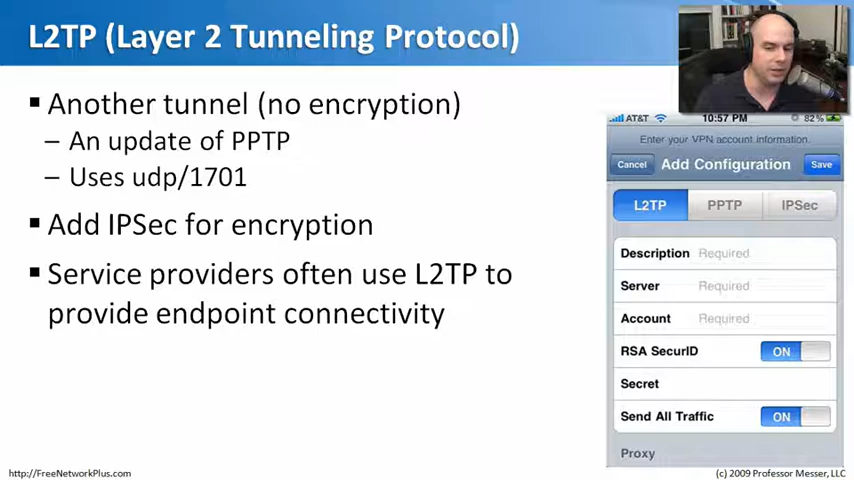 L2TP (Layer 2 Tunneling Protocol)
▪ Another tunnel (no encryption)
– An update of PPTP
– Uses udp/1701
▪ Add IPSec for encryption
▪ Service providers often use L2TP to
provide endpoint connectivity
AT&T 10:57 PM 82%
Enter your VPN account information.
Cancel Add Configuration Save
L2TP PPTP IPSec
Description Required
Server Required
Account Required
RSA SecurID ON
Secret
Send All Traffic ON
Proxy
http://FreeNetworkPlus.com
(c) 2009 Professor Messer, LLC